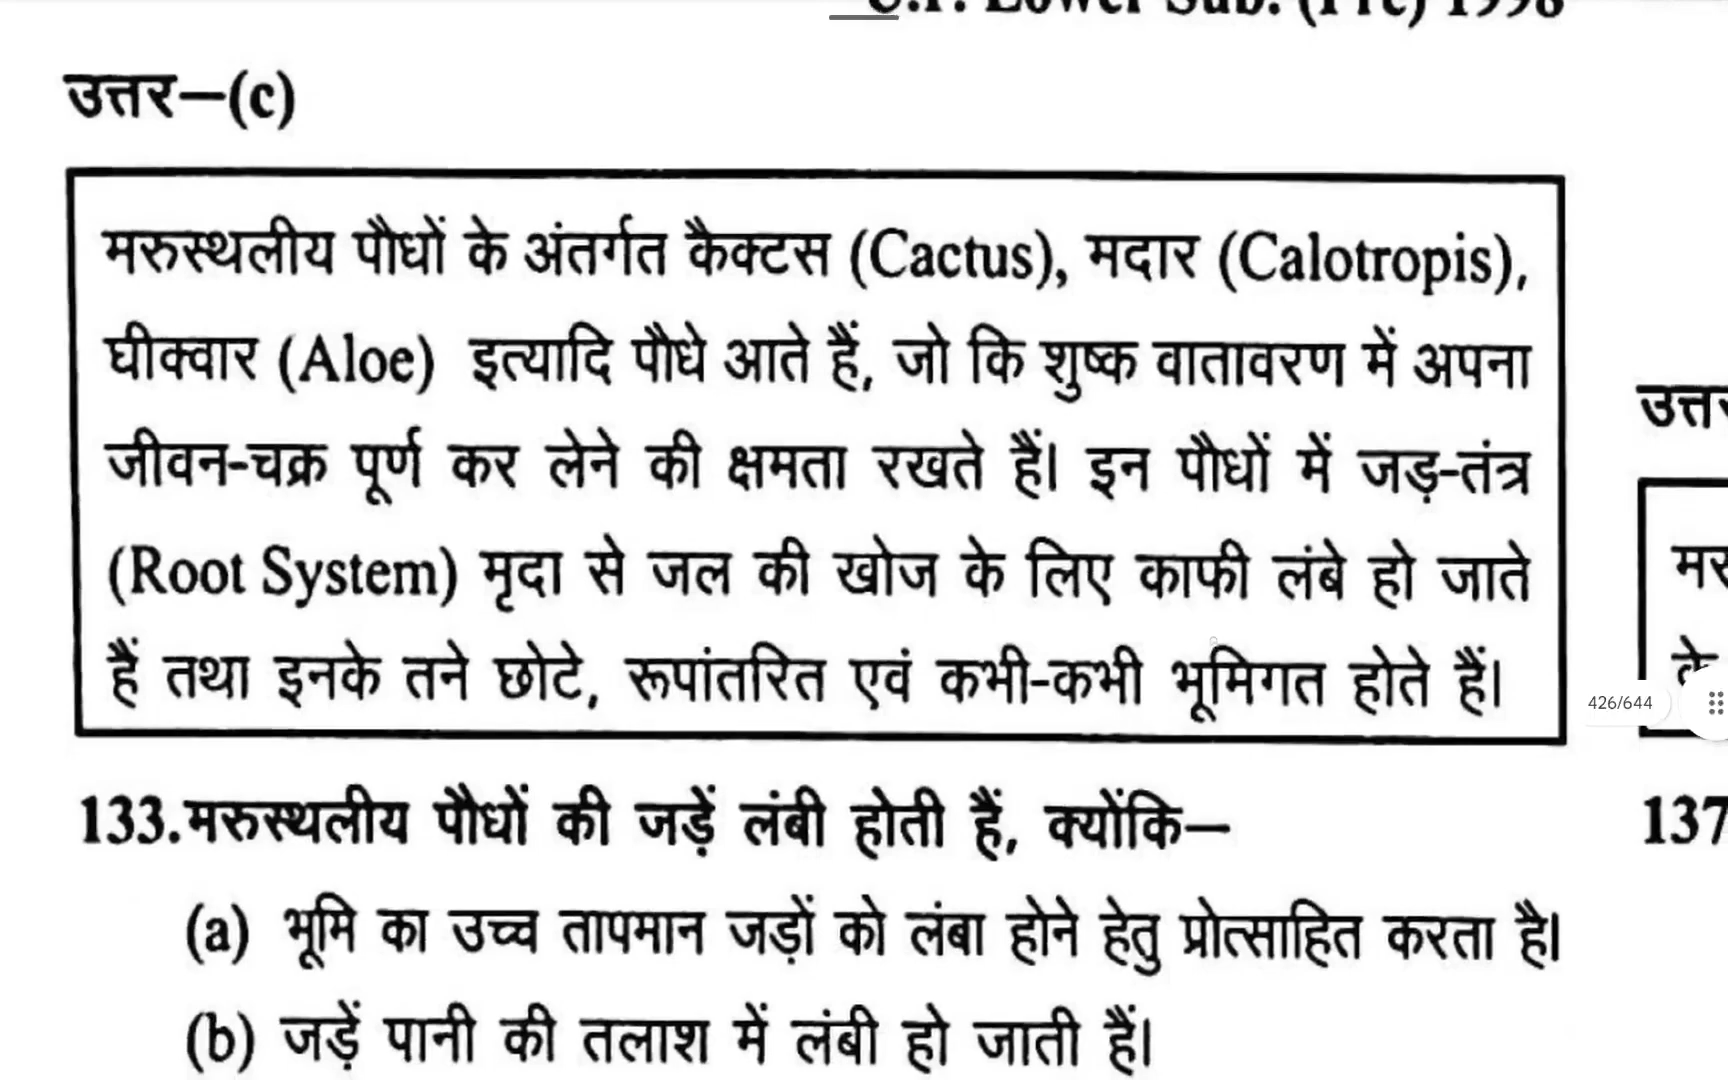 उत्तर—(c)
मरुस्थलीय पौधों के अंतर्गत कैक्टस (Cactus), मदार (Calotropis),
घीक्वार (Aloe) इत्यादि पौधे आते हैं, जो कि शुष्क वातावरण में अपना
जीवन-चक्र पूर्ण कर लेने की क्षमता रखते हैं। इन पौधों में जड़-तंत्र
(Root System) मृदा से जल की खोज के लिए काफी लंबे हो जाते
हैं तथा इनके तने छोटे, रूपांतरित एवं कभी-कभी भूमिगत होते हैं।
133. मरुस्थलीय पौधों की जड़ें लंबी होती हैं, क्योंकि—
(a) भूमि का उच्च तापमान जड़ों को लंबा होने हेतु प्रोत्साहित करता है।
(b) जड़ें पानी की तलाश में लंबी हो जाती हैं।
426/644
137